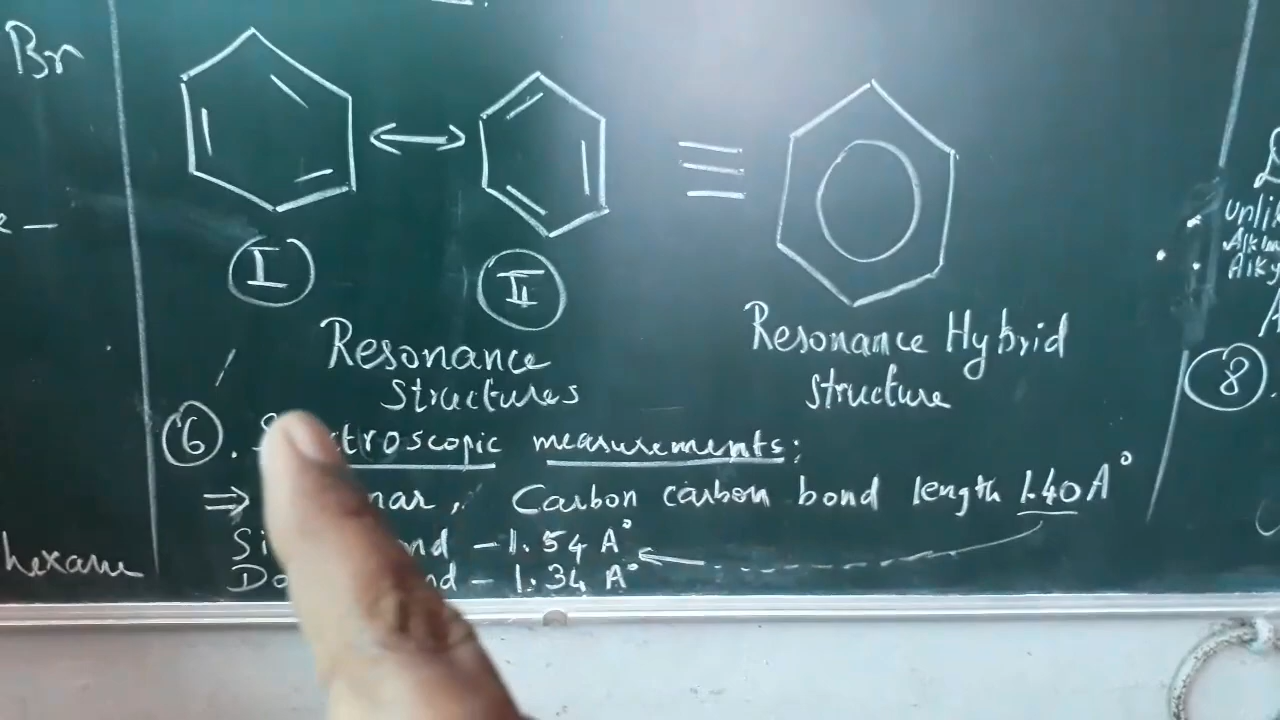 Br
I
II
Resonance
Structures
Resonance Hybrid
Structure
6. measurements:
⇒ Carbon carbon bond length 1.40 A°
- 1.54 A°
- 1.34 A°
hexane
8